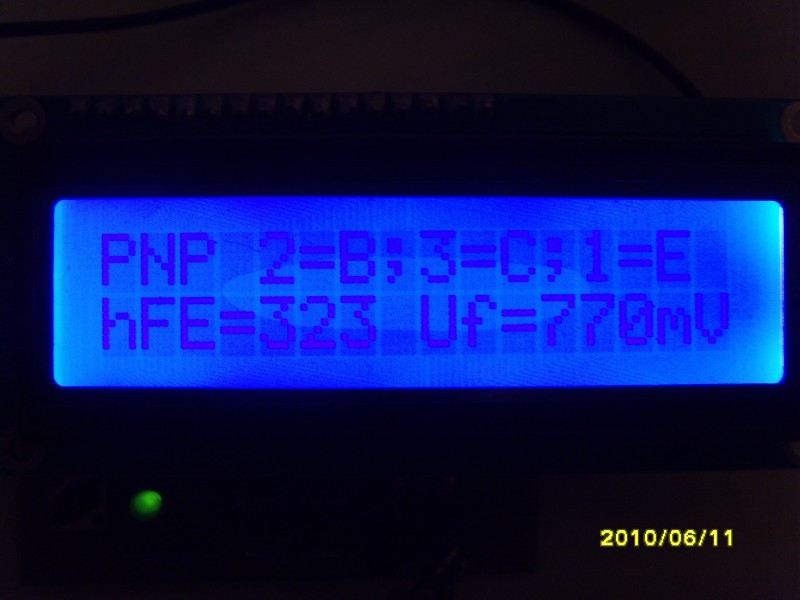 PNP 2=B;3=C;1=E
hFE=323 Uf=770mV
2010/06/11